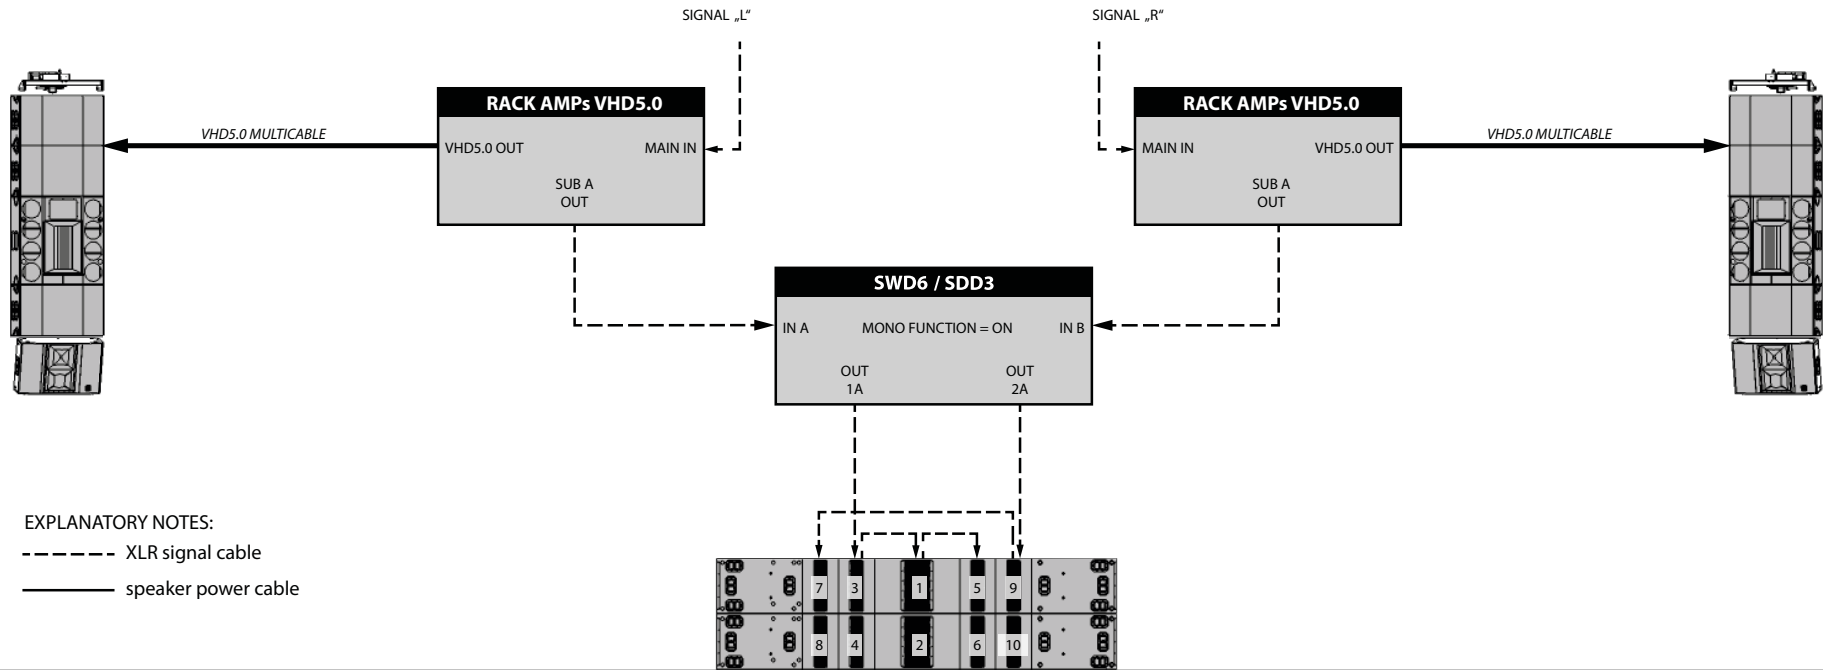 SIGNAL „L“
SIGNAL „R“
RACK AMPs VHD5.0
RACK AMPs VHD5.0
VHD5.0 MULTICABLE
VHD5.0 OUT
MAIN IN
SUB A
OUT
MAIN IN
VHD5.0 OUT
SUB A
OUT
VHD5.0 MULTICABLE
SWD6 / SDD3
IN A
MONO FUNCTION = ON
IN B
OUT
1A
OUT
2A
EXPLANATORY NOTES:
XLR signal cable
speaker power cable
7
3
1
5
9
8
4
2
6
10